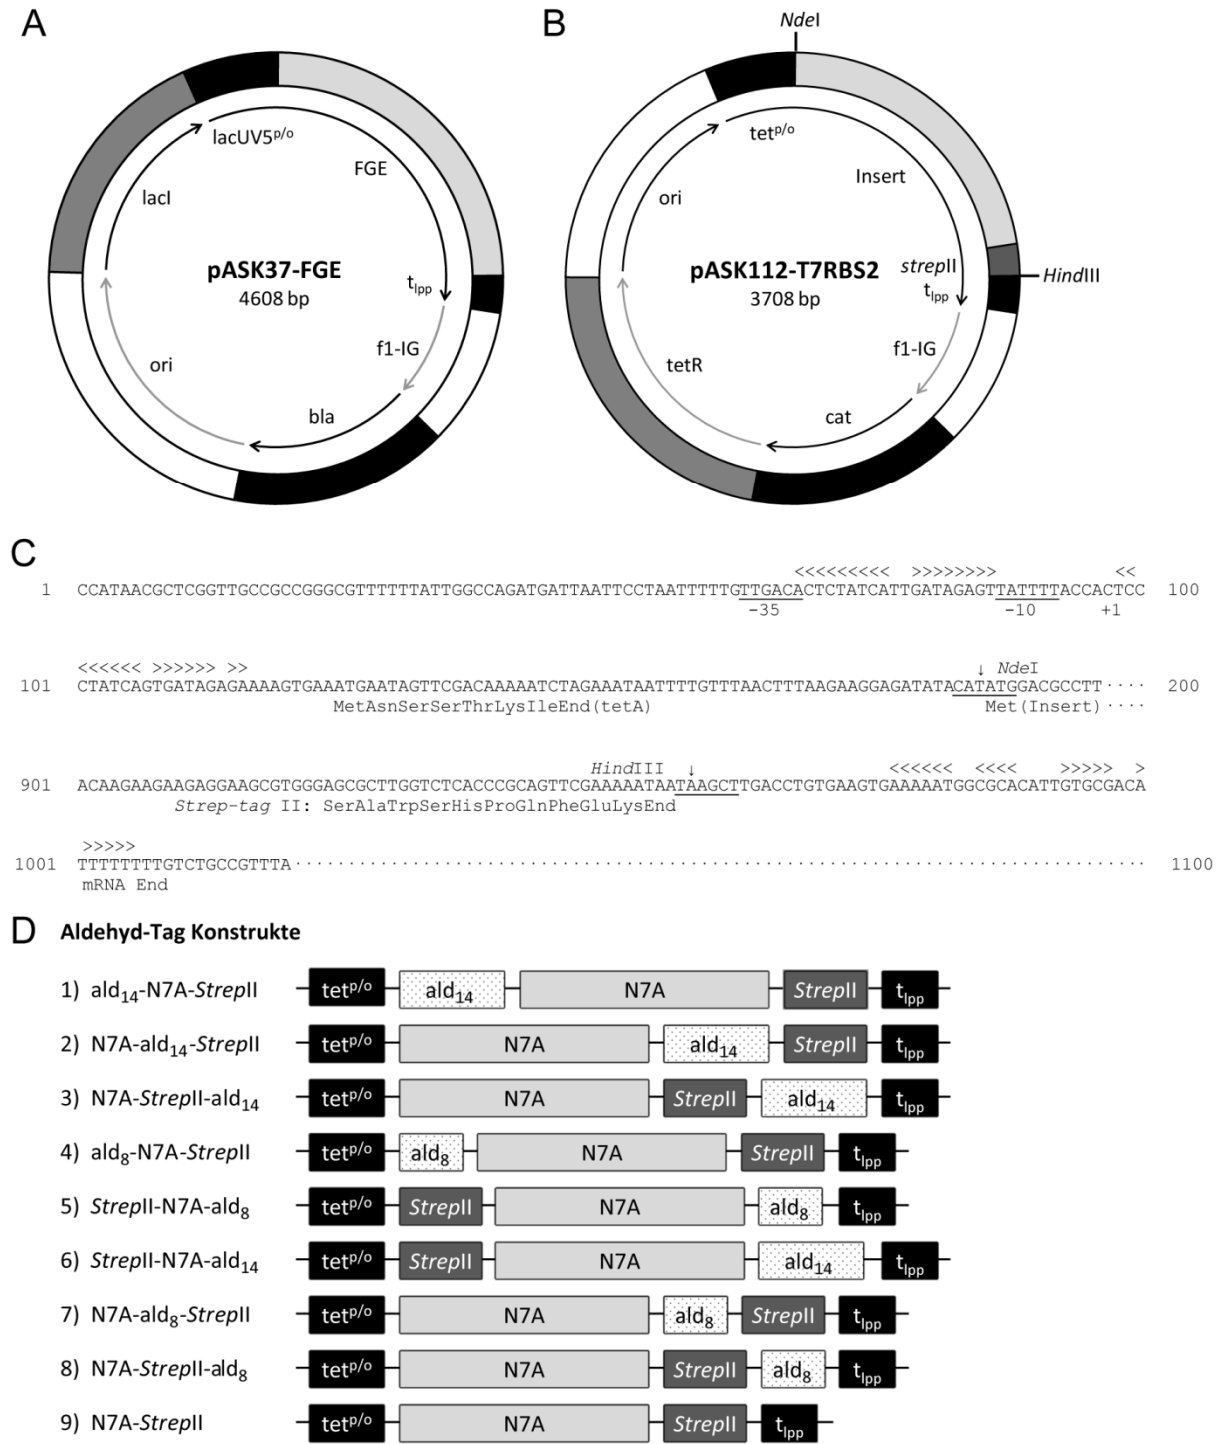 A
B
NdeI
lacUV5p/o
tetp/o
FGE
Insert
lacI
ori
pASK37-FGE
4608 bp
pASK112-T7RBS2
3708 bp
strepII
HindIII
tlpp
tlpp
f1-IG
f1-IG
ori
tetR
bla
cat
C
<<<<<<<<< >>>>>>>> <<
1 CCATAACGCTCGGTTGCCGCCGGGCGTTTTTTATTGGCCAGATGATTAATTCCTAATTTTTGTTGACACTCTATCATTGATAGAGTTATTTTACCACTCC 100
−35 −10 +1
<<<<<< >>>>>> >> ↓ NdeI
101 CTATCAGTGATAGAGAAAAGTGAAATGAATAGTTCGACAAAAATCTAGAAATAATTTTGTTTAACTTTAAGAAGGAGATATACATATGGACGCCTT···· 200
MetAsnSerSerThrLysIleEnd(tetA) Met(Insert)····
HindIII ↓ <<<<<< <<<< >>>>> >
901 ACAAGAAGAAGAGGAAGCGTGGGAGCGCTTGGTCTCACCCGCAGTTCGAAAAATAATAAGCTTGACCTGTGAAGTGAAAAATGGCGCACATTGTGCGACA
Strep-tag II: SerAlaTrpSerHisProGlnPheGluLysEnd
>>>>>
1001 TTTTTTTTGTCTGCCGTTTA································································ 1100
mRNA End
D Aldehyd-Tag Konstrukte
1) ald14-N7A-StrepII tetp/o ald14 N7A StrepII tlpp
2) N7A-ald14-StrepII tetp/o N7A ald14 StrepII tlpp
3) N7A-StrepII-ald14 tetp/o N7A StrepII ald14 tlpp
4) ald8-N7A-StrepII tetp/o ald8 N7A StrepII tlpp
5) StrepII-N7A-ald8 tetp/o StrepII N7A ald8 tlpp
6) StrepII-N7A-ald14 tetp/o StrepII N7A ald14 tlpp
7) N7A-ald8-StrepII tetp/o N7A ald8 StrepII tlpp
8) N7A-StrepII-ald8 tetp/o N7A StrepII ald8 tlpp
9) N7A-StrepII tetp/o N7A StrepII tlpp